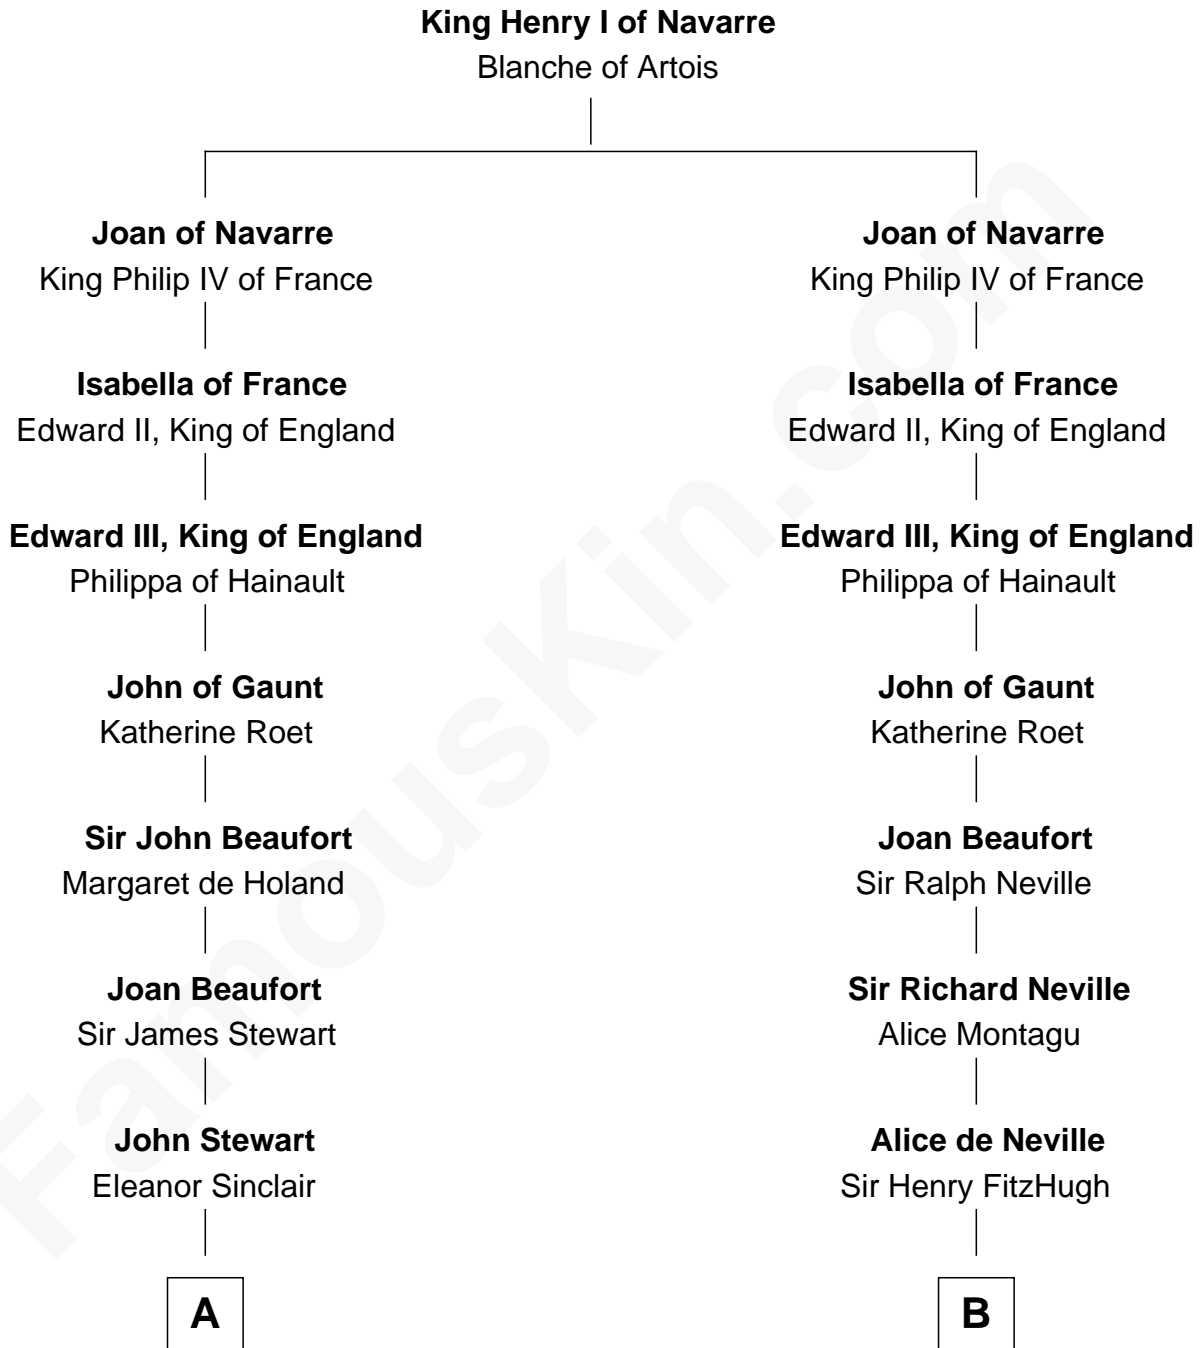 King Henry I of Navarre
Blanche of Artois
Joan of Navarre
King Philip IV of France
Isabella of France
Edward II, King of England
Edward III, King of England
Philippa of Hainault
John of Gaunt
Katherine Roet
Sir John Beaufort
Margaret de Holand
Joan Beaufort
Sir James Stewart
John Stewart
Eleanor Sinclair
A
Joan of Navarre
King Philip IV of France
Isabella of France
Edward II, King of England
Edward III, King of England
Philippa of Hainault
John of Gaunt
Katherine Roet
Joan Beaufort
Sir Ralph Neville
Sir Richard Neville
Alice Montagu
Alice de Neville
Sir Henry FitzHugh
B
FamousKin.com